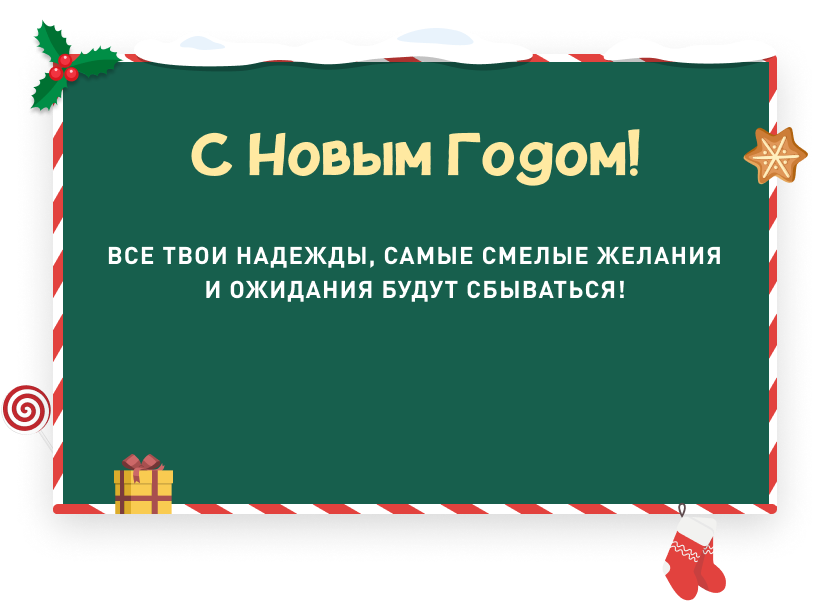 С Новым Годом!
ВСЕ ТВОИ НАДЕЖДЫ, САМЫЕ СМЕЛЫЕ ЖЕЛАНИЯ
И ОЖИДАНИЯ БУДУТ СБЫВАТЬСЯ!